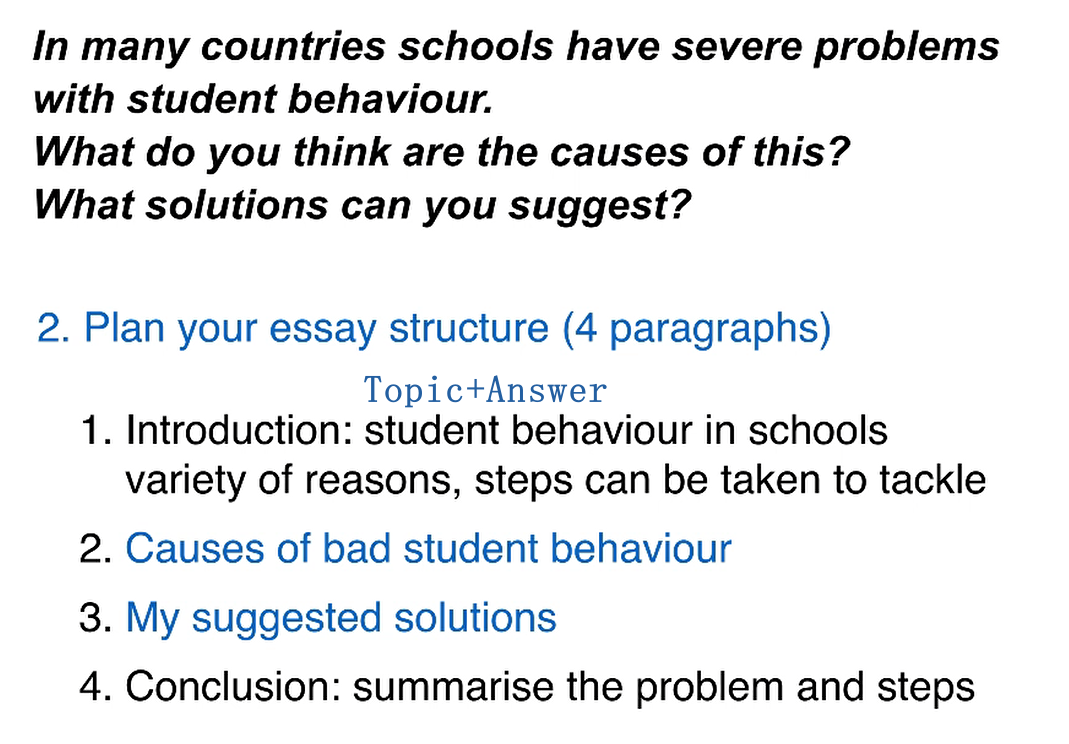 In many countries schools have severe problems
with student behaviour.
What do you think are the causes of this?
What solutions can you suggest?
2. Plan your essay structure (4 paragraphs)
Topic+Answer
1. Introduction: student behaviour in schools
variety of reasons, steps can be taken to tackle
2. Causes of bad student behaviour
3. My suggested solutions
4. Conclusion: summarise the problem and steps